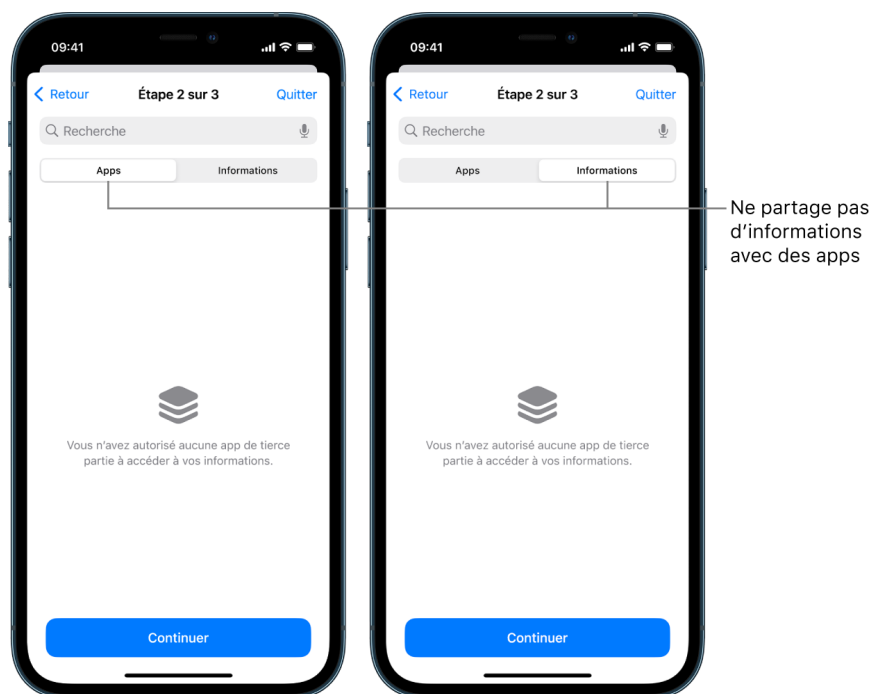 09:41
Retour
Étape 2 sur 3
Quitter
Recherche
Apps
Informations
Vous n'avez autorisé aucune app de tierce
partie à accéder à vos informations.
Continuer
09:41
Retour
Étape 2 sur 3
Quitter
Recherche
Apps
Informations
Vous n'avez autorisé aucune app de tierce
partie à accéder à vos informations.
Continuer
Ne partage pas
d'informations
avec des apps